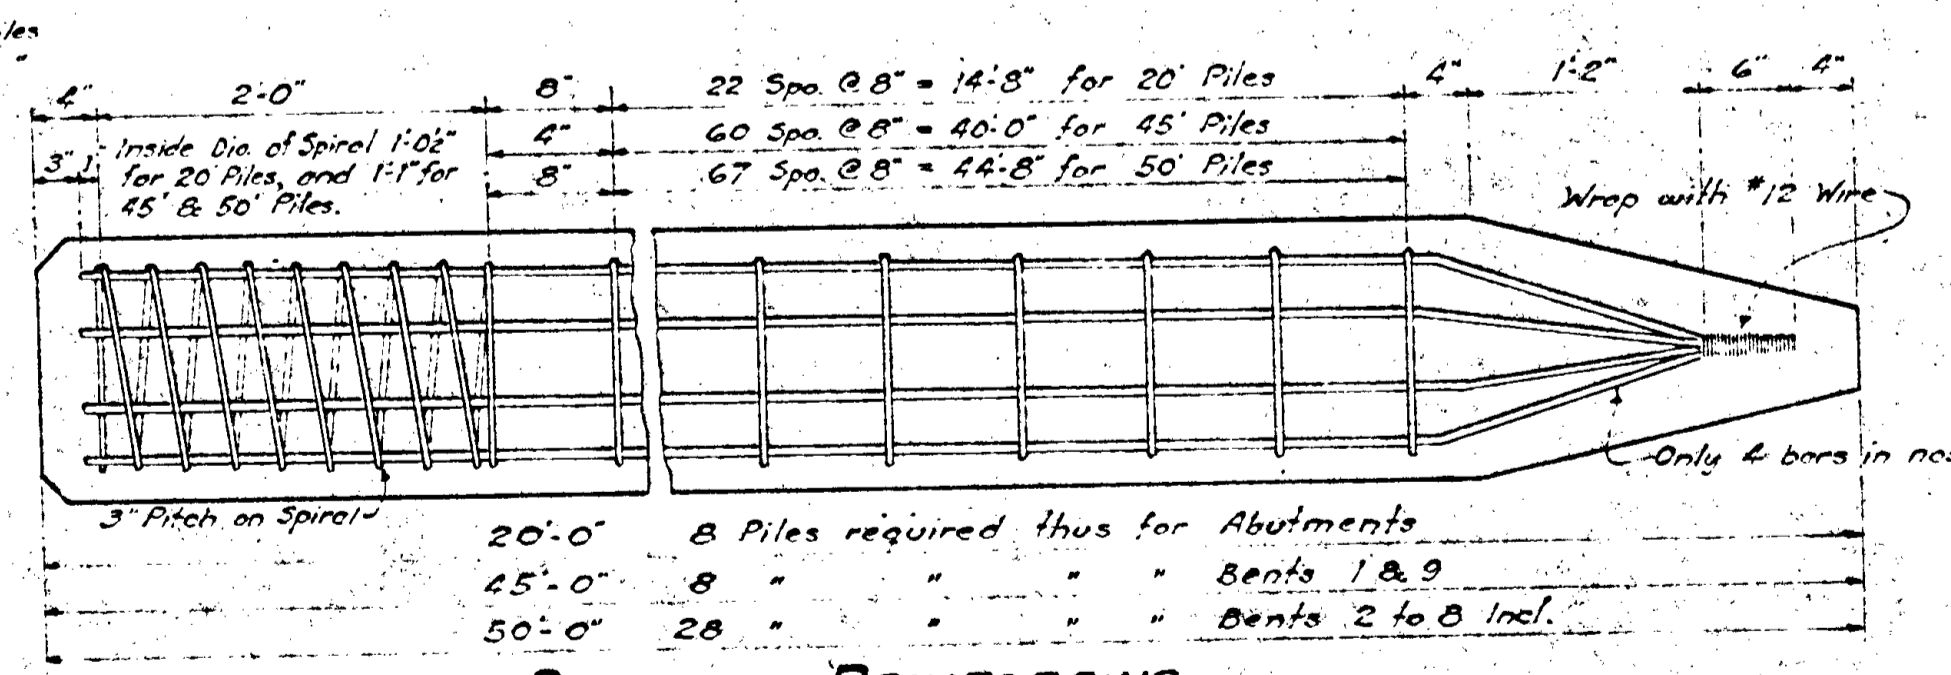 4" 2'-0" 8" 22 Spa. @ 8" = 14'-8" for 20' Piles 4" 1'-2" 6" 4"
4" 60 Spa. @ 8" = 40'-0" for 45' Piles
8" 67 Spa. @ 8" = 44'-8" for 50' Piles
3" 1" Inside Dia. of Spiral 1'-0½"
for 20' Piles, and 1'-1" for
45' & 50' Piles.
Wrap with #12 Wire
Only 4 bars in
3" Pitch on Spiral
20'-0" 8 Piles required thus for Abutments
45'-0" 8 " " " " Bents 1 & 9
50'-0" 28 " " " " Bents 2 to 8 Incl.